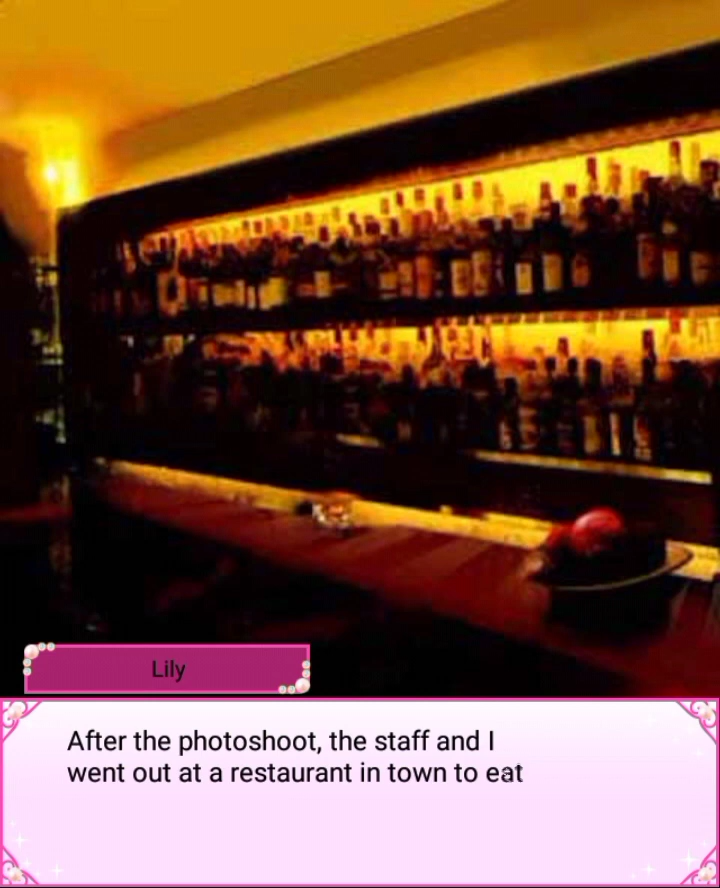 Lily
After the photoshoot, the staff and I
went out at a restaurant in town to eat